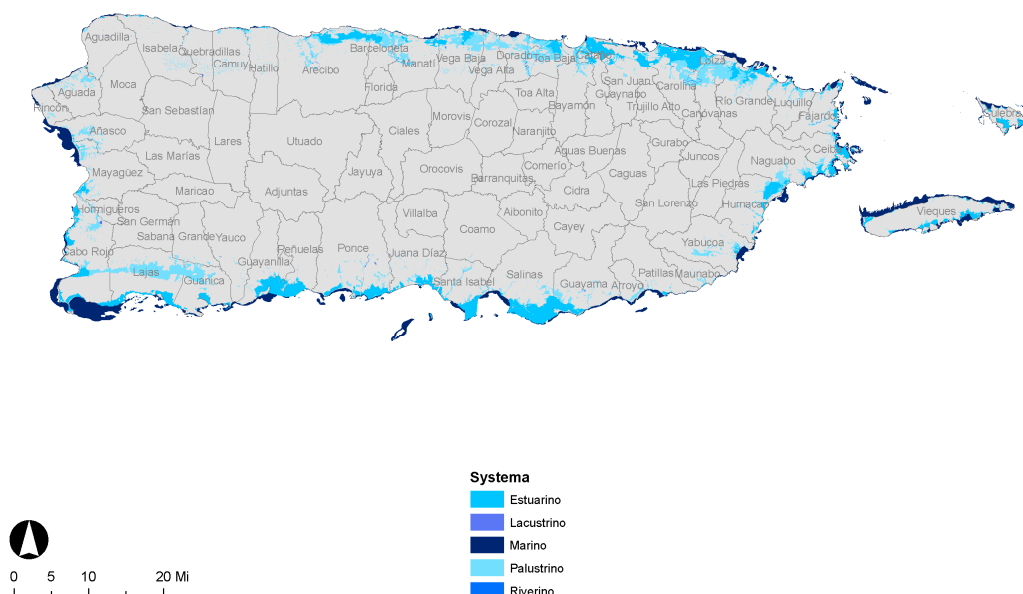 Aguadilla
Isabela
Quebradillas
Camuy
Hatillo
Arecibo
Barceloneta
Manatí
Vega Baja
Vega Alta
Dorado
Toa Baja
Loíza
Moca
Aguada
Rincón
San Sebastián
Florida
Morovis
Corozal
Toa Alta
Bayamón
San Juan
Guaynabo
Carolina
Trujillo Alto
Canóvanas
Río Grande
Luquillo
Fajardo
Culebra
Añasco
Las Marías
Lares
Utuado
Ciales
Naranjito
Aguas Buenas
Gurabo
Juncos
Naguabo
Ceiba
Mayagüez
Maricao
Adjuntas
Jayuya
Orocovis
Barranquitas
Comerío
Cidra
Caguas
Las Piedras
San Lorenzo
Humacao
Vieques
Hormigueros
San Germán
Sabana Grande
Yauco
Guayanilla
Peñuelas
Ponce
Villalba
Juana Díaz
Coamo
Aibonito
Cayey
Yabucoa
Cabo Rojo
Lajas
Guánica
Santa Isabel
Salinas
Guayama
Arroyo
Patillas
Maunabo
Systema
Estuarino
Lacustrino
Marino
Palustrino
Riverino
0 5 10 20 Mi